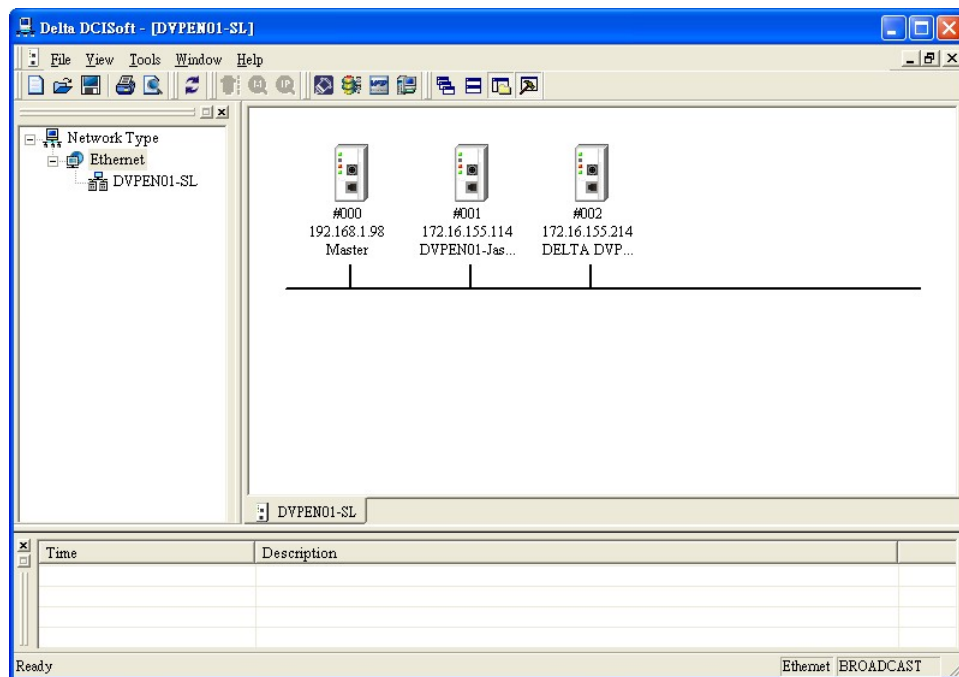 Delta DCISoft - [DVPEN01-SL]
File View Tools Window Help
Network Type
Ethernet
DVPEN01-SL
#000
192.168.1.98
Master
#001
172.16.155.114
DVPEN01-Jas...
#002
172.16.155.214
DELTA DVP...
DVPEN01-SL
Time Description
Ready Ethernet BROADCAST